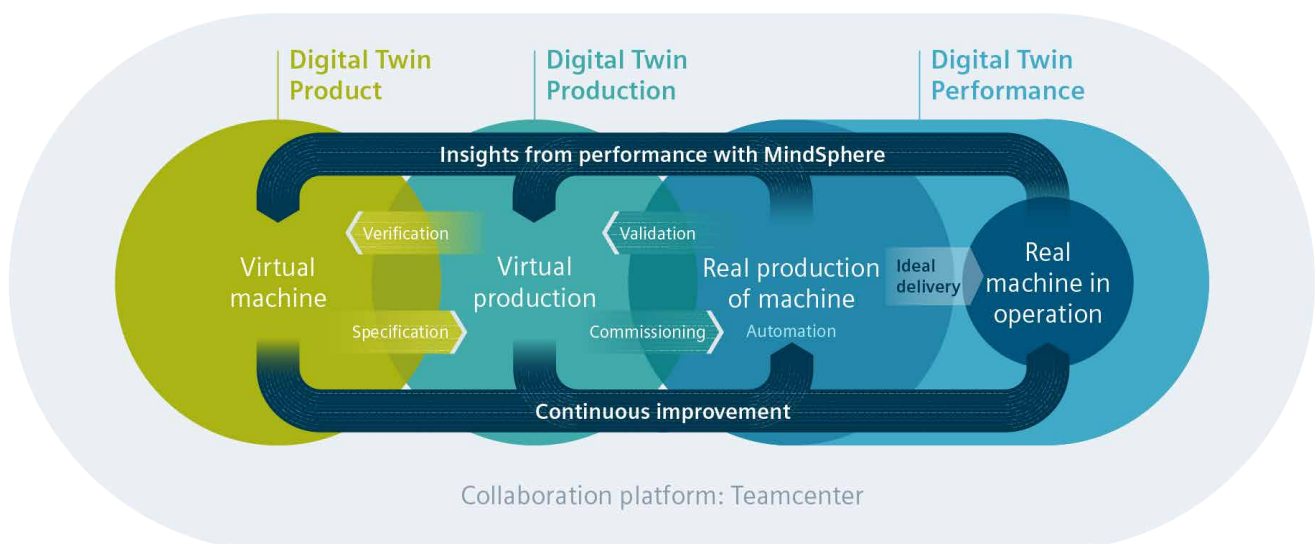 Digital Twin
Product
Digital Twin
Production
Digital Twin
Performance
Insights from performance with MindSphere
Verification
Validation
Virtual
machine
Virtual
production
Real production
of machine
Automation
Ideal
delivery
Real
machine in
operation
Specification
Commissioning
Continuous improvement
Collaboration platform: Teamcenter